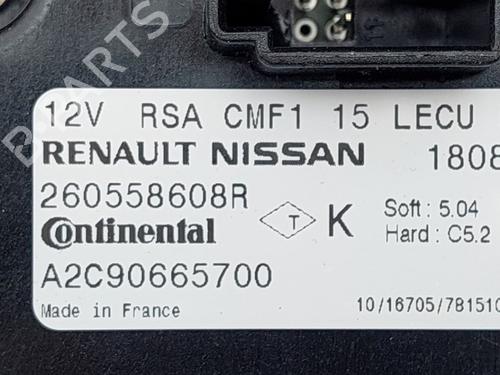 12V RSA CMF1 15 LECU
RENAULT NISSAN 1808
260558608R
T K
Soft : 5.04
Hard : C5.2
Continental
A2C90665700
Made in France 10/16705/781510